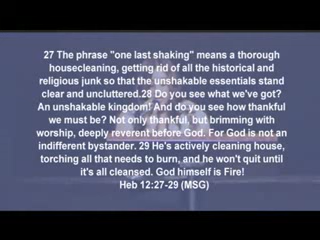 27 The phrase "one last shaking" means a thorough
housecleaning, getting rid of all the historical and
religious junk so that the unshakable essentials stand
clear and uncluttered.28 Do you see what we've got?
An unshakable kingdom! And do you see how thankful
we must be? Not only thankful, but brimming with
worship, deeply reverent before God. For God is not an
indifferent bystander. 29 He's actively cleaning house,
torching all that needs to burn, and he won't quit until
it's all cleansed. God himself is Fire!
Heb 12:27-29 (MSG)